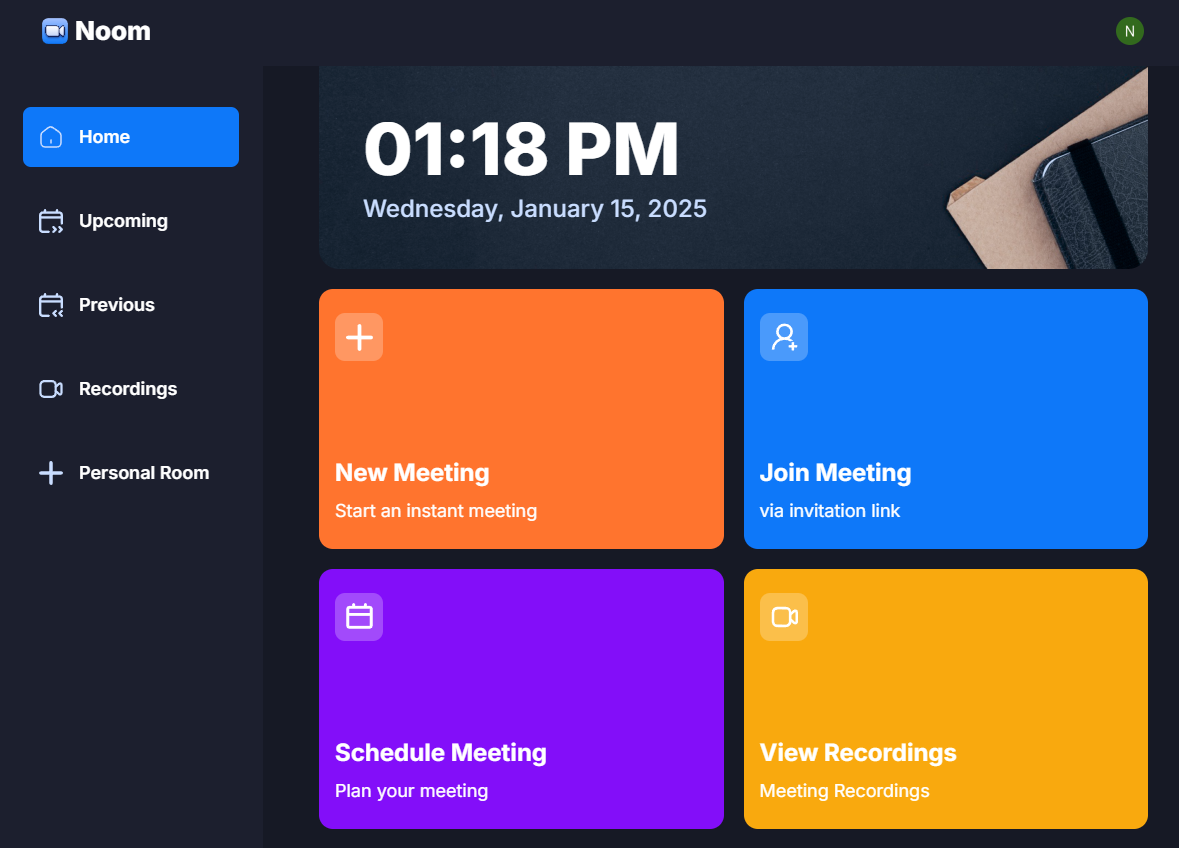 Noom
N
Home
Upcoming
Previous
Recordings
Personal Room
01:18 PM
Wednesday, January 15, 2025
New Meeting
Start an instant meeting
Join Meeting
via invitation link
Schedule Meeting
Plan your meeting
View Recordings
Meeting Recordings